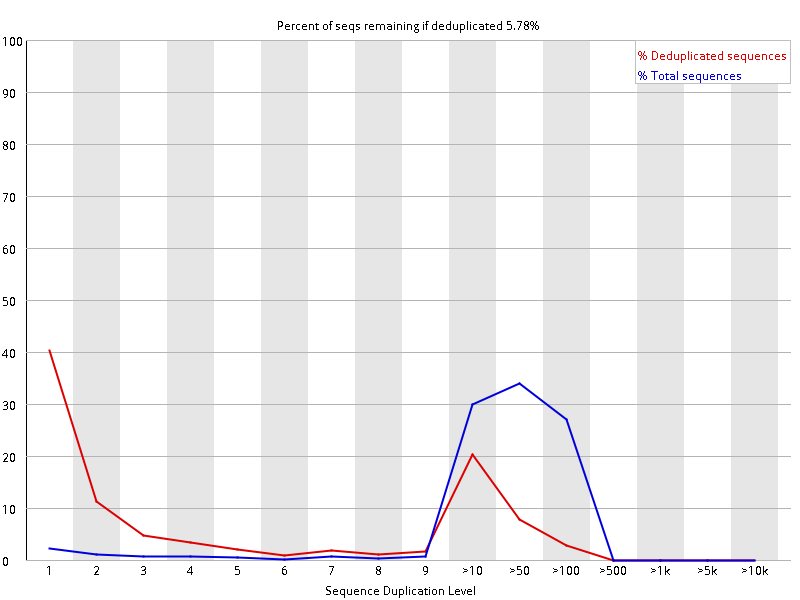 Percent of seqs remaining if deduplicated 5.78%
% Deduplicated sequences
% Total sequences
100
90
80
70
60
50
40
30
20
10
0
1 2 3 4 5 6 7 8 9 >10 >50 >100 >500 >1k >5k >10k
Sequence Duplication Level